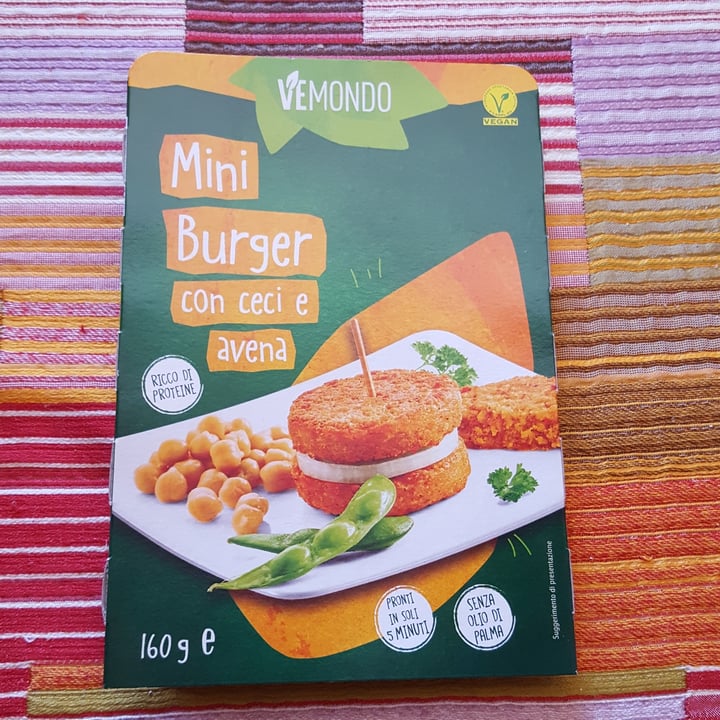 VEMONDO
VEGAN
Mini
Burger
con ceci e
avena
RICCO DI
PROTEINE
PRONTI
IN SOLI
5 MINUTI
SENZA
OLIO DI
PALMA
160 g e
Suggerimento di presentazione